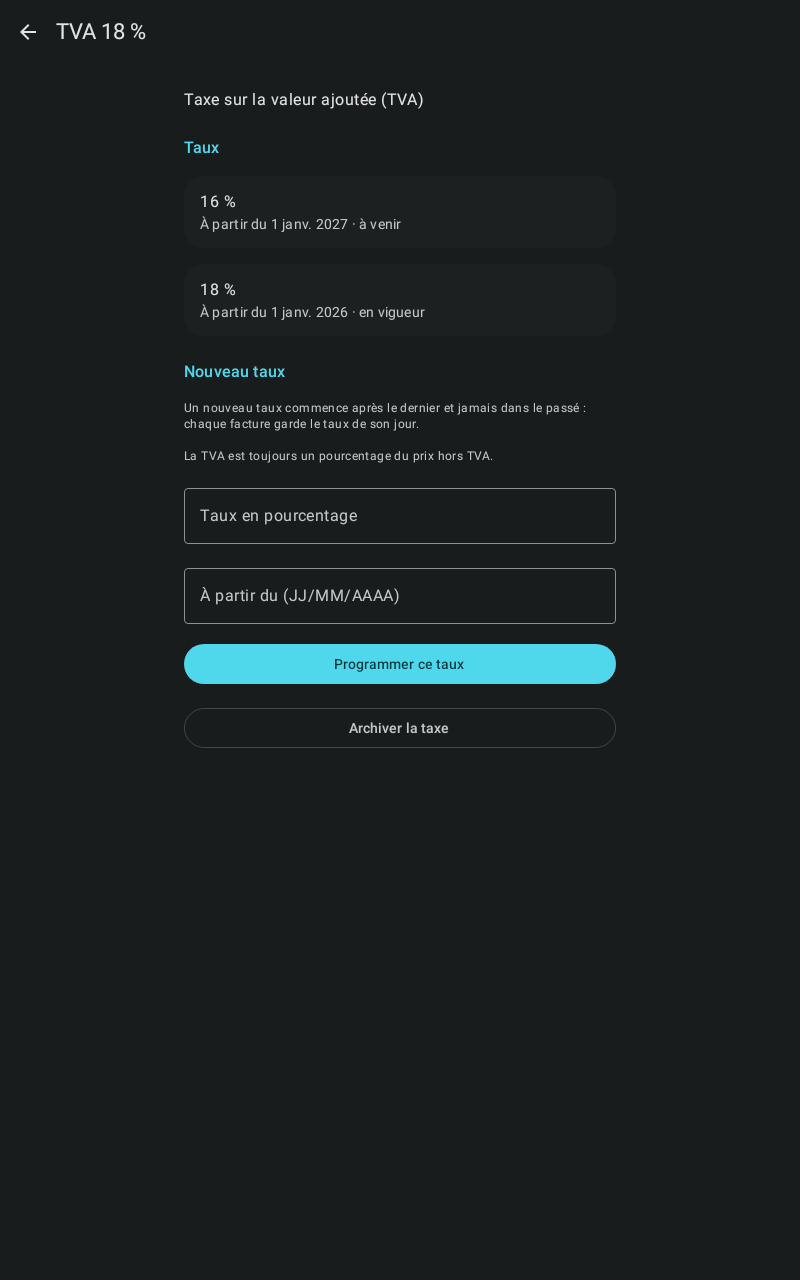 TVA 18 %
Taxe sur la valeur ajoutée (TVA)
Taux
16 %
À partir du 1 janv. 2027 · à venir
18 %
À partir du 1 janv. 2026 · en vigueur
Nouveau taux
Un nouveau taux commence après le dernier et jamais dans le passé :
chaque facture garde le taux de son jour.
La TVA est toujours un pourcentage du prix hors TVA.
Taux en pourcentage
À partir du (JJ/MM/AAAA)
Programmer ce taux
Archiver la taxe